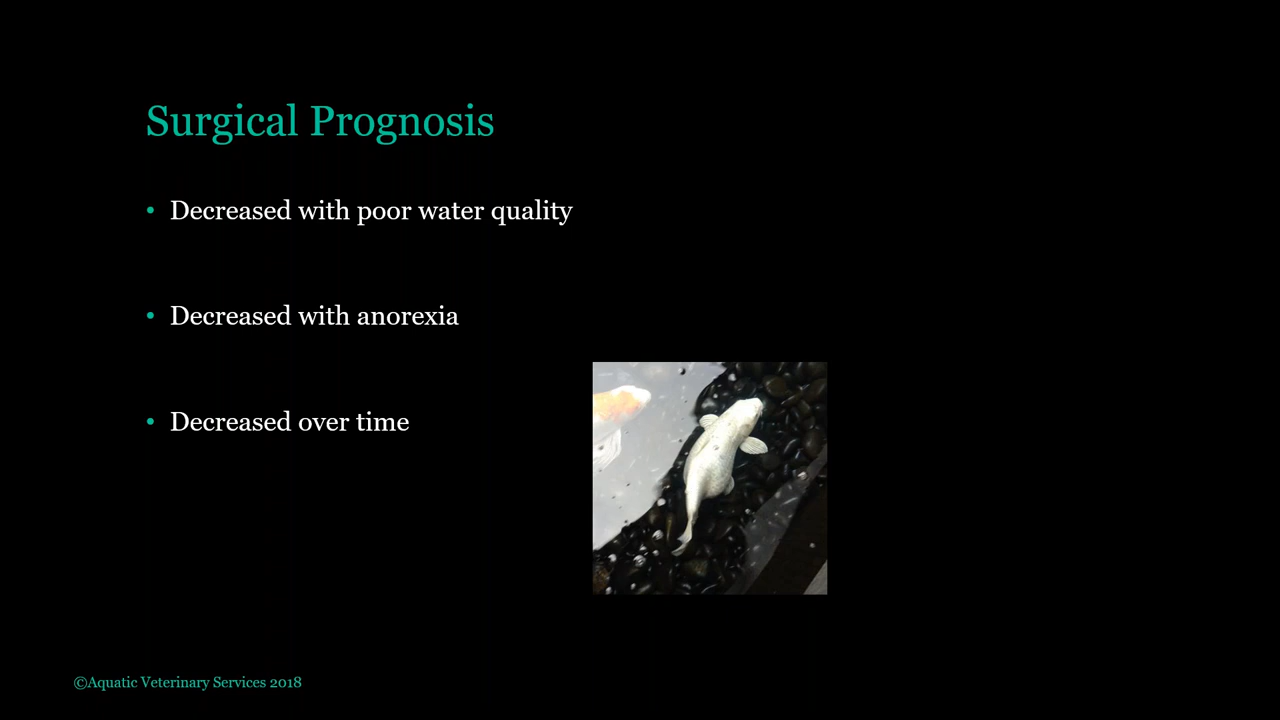 Surgical Prognosis
• Decreased with poor water quality
• Decreased with anorexia
• Decreased over time
©Aquatic Veterinary Services 2018